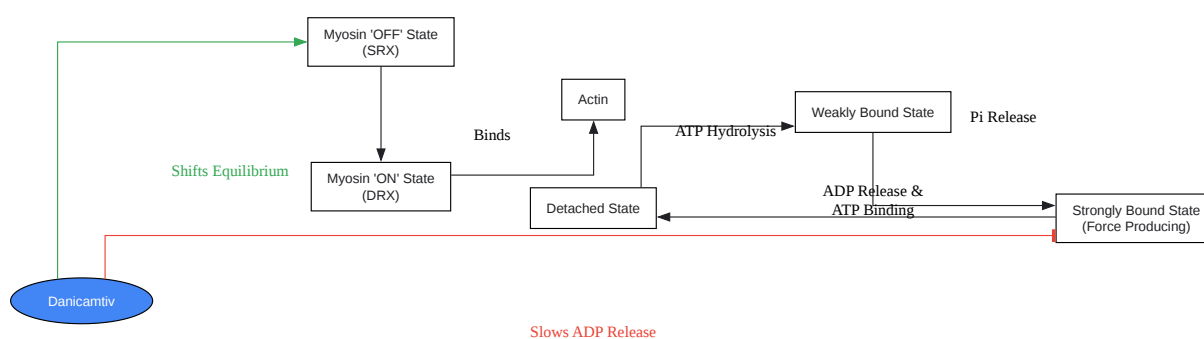 Myosin 'OFF' State
(SRX)
Actin
Weakly Bound State
Pi Release
ATP Hydrolysis
Binds
Shifts Equilibrium
Myosin 'ON' State
(DRX)
Detached State
ADP Release &
ATP Binding
Strongly Bound State
(Force Producing)
Danicamtiv
Slows ADP Release